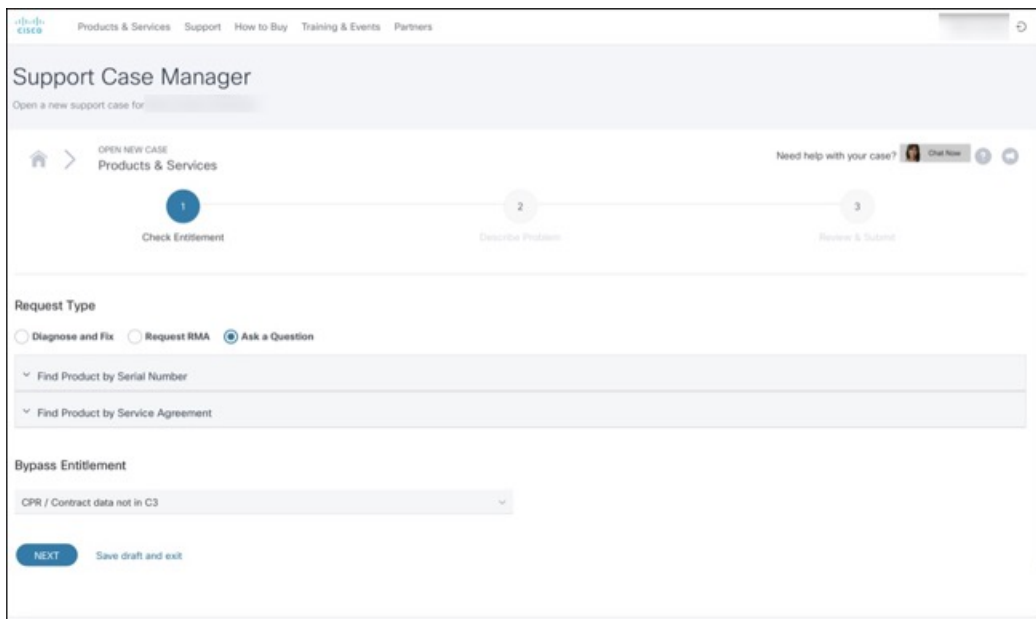 cisco
Products & Services Support How to Buy Training & Events Partners
Support Case Manager
Open a new support case for
OPEN NEW CASE
Products & Services
Need help with your case? Chat Now ?
1 2 3
Check Entitlement Describe Problem Review & Submit
Request Type
Diagnose and Fix Request RMA Ask a Question
Find Product by Serial Number
Find Product by Service Agreement
Bypass Entitlement
CPR / Contract data not in C3
NEXT Save draft and exit